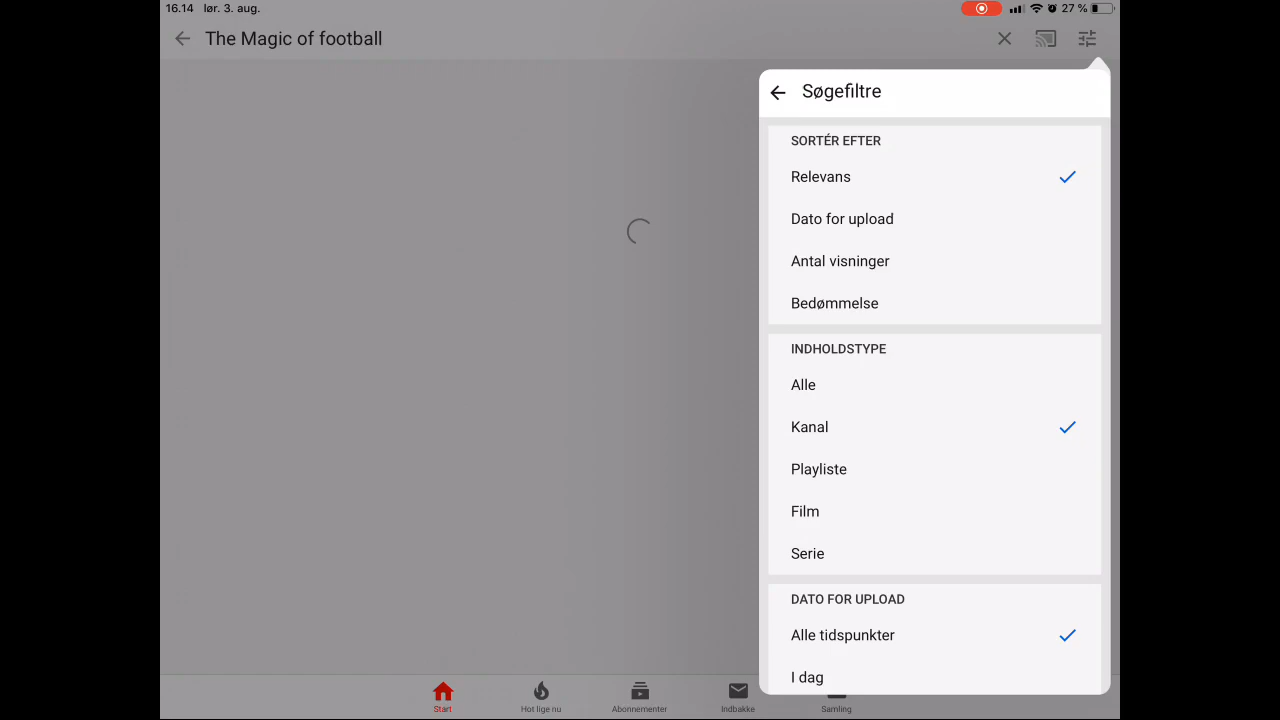 16.14 lør. 3. aug.
27 %
The Magic of football
Søgefiltre
SORTÉR EFTER
Relevans
Dato for upload
Antal visninger
Bedømmelse
INDHOLDSTYPE
Alle
Kanal
Playliste
Film
Serie
DATO FOR UPLOAD
Alle tidspunkter
I dag
Start
Hot lige nu
Abonnementer
Indbakke
Samling